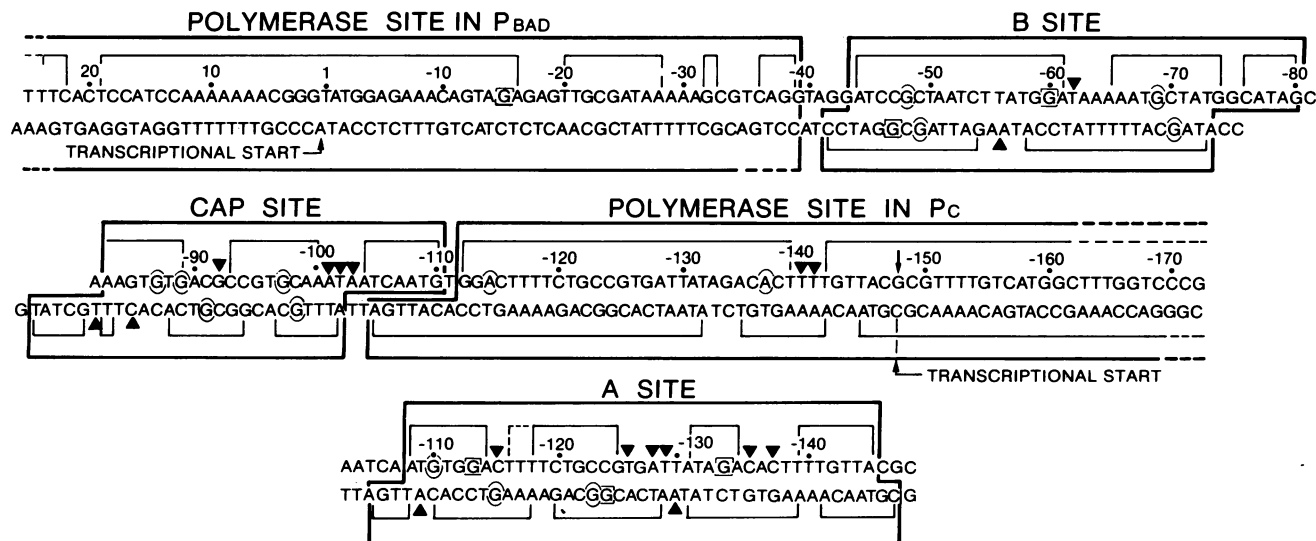 POLYMERASE SITE IN PBAD B SITE
20 10 1 -10 -20 -30 -40 -50 -60 -70 -80
TTTCACTCCATCCAAAAAAACGGGTATGGAGAAACAGTAGAGAGTTGCGATAAAAAGCGTCAGGTAGGATCCGCTAATCTTATGGATAAAAATGCTATGGCATAGC
AAAGTGAGGTAGGTTTTTTTGCCCATACCTCTTTGTCATCTCTCAACGCTATTTTTCGCAGTCCATCCTAGGCGATTAGAATACCTATTTTTACGATACC
TRANSCRIPTIONAL START
CAP SITE POLYMERASE SITE IN PC
-90 -100 -110 -120 -130 -140 -150 -160 -170
AAAGTGTGACGCCGTGCAAATAATCAATGTGGACTTTTCTGCCGTGATTATAGACACTTTTGTTACGCGTTTTTGTCATGGCTTTGGTCCCG
GTATCGTTTCACACTGCGGCACGTTTATTAGTTACACCTGAAAAGACGGCACTAATATCTGTGAAAACAATGCGCAAAAACAGTACCGAAACCAGGGC
TRANSCRIPTIONAL START
A SITE
-110 -120 -130 -140
AATCAATGTGGACTTTTCTGCCGTGATTATAGACACTTTTGTTACGC
TTAGTTACACCTGAAAAGACGGCACTAATATCTGTGAAAACAATGCG